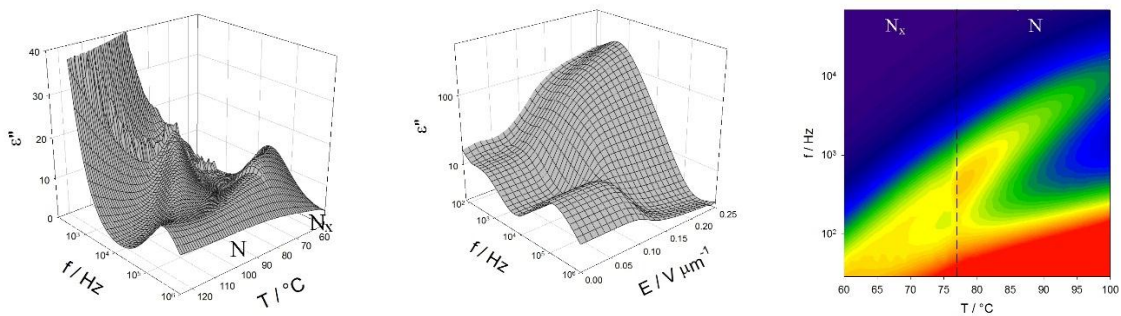 40
30
20
10
0
ε"
10³
10⁴
10⁵
10⁶
f / Hz
120
110
100
90
80
70
60
T / °C
N
Nₓ
100
10
ε"
10²
10³
10⁴
10⁵
10⁶
f / Hz
0.00
0.05
0.10
0.15
0.20
0.25
E / V μm⁻¹
Nₓ
N
10⁴
10³
10²
f / Hz
60 65 70 75 80 85 90 95 100
T / °C